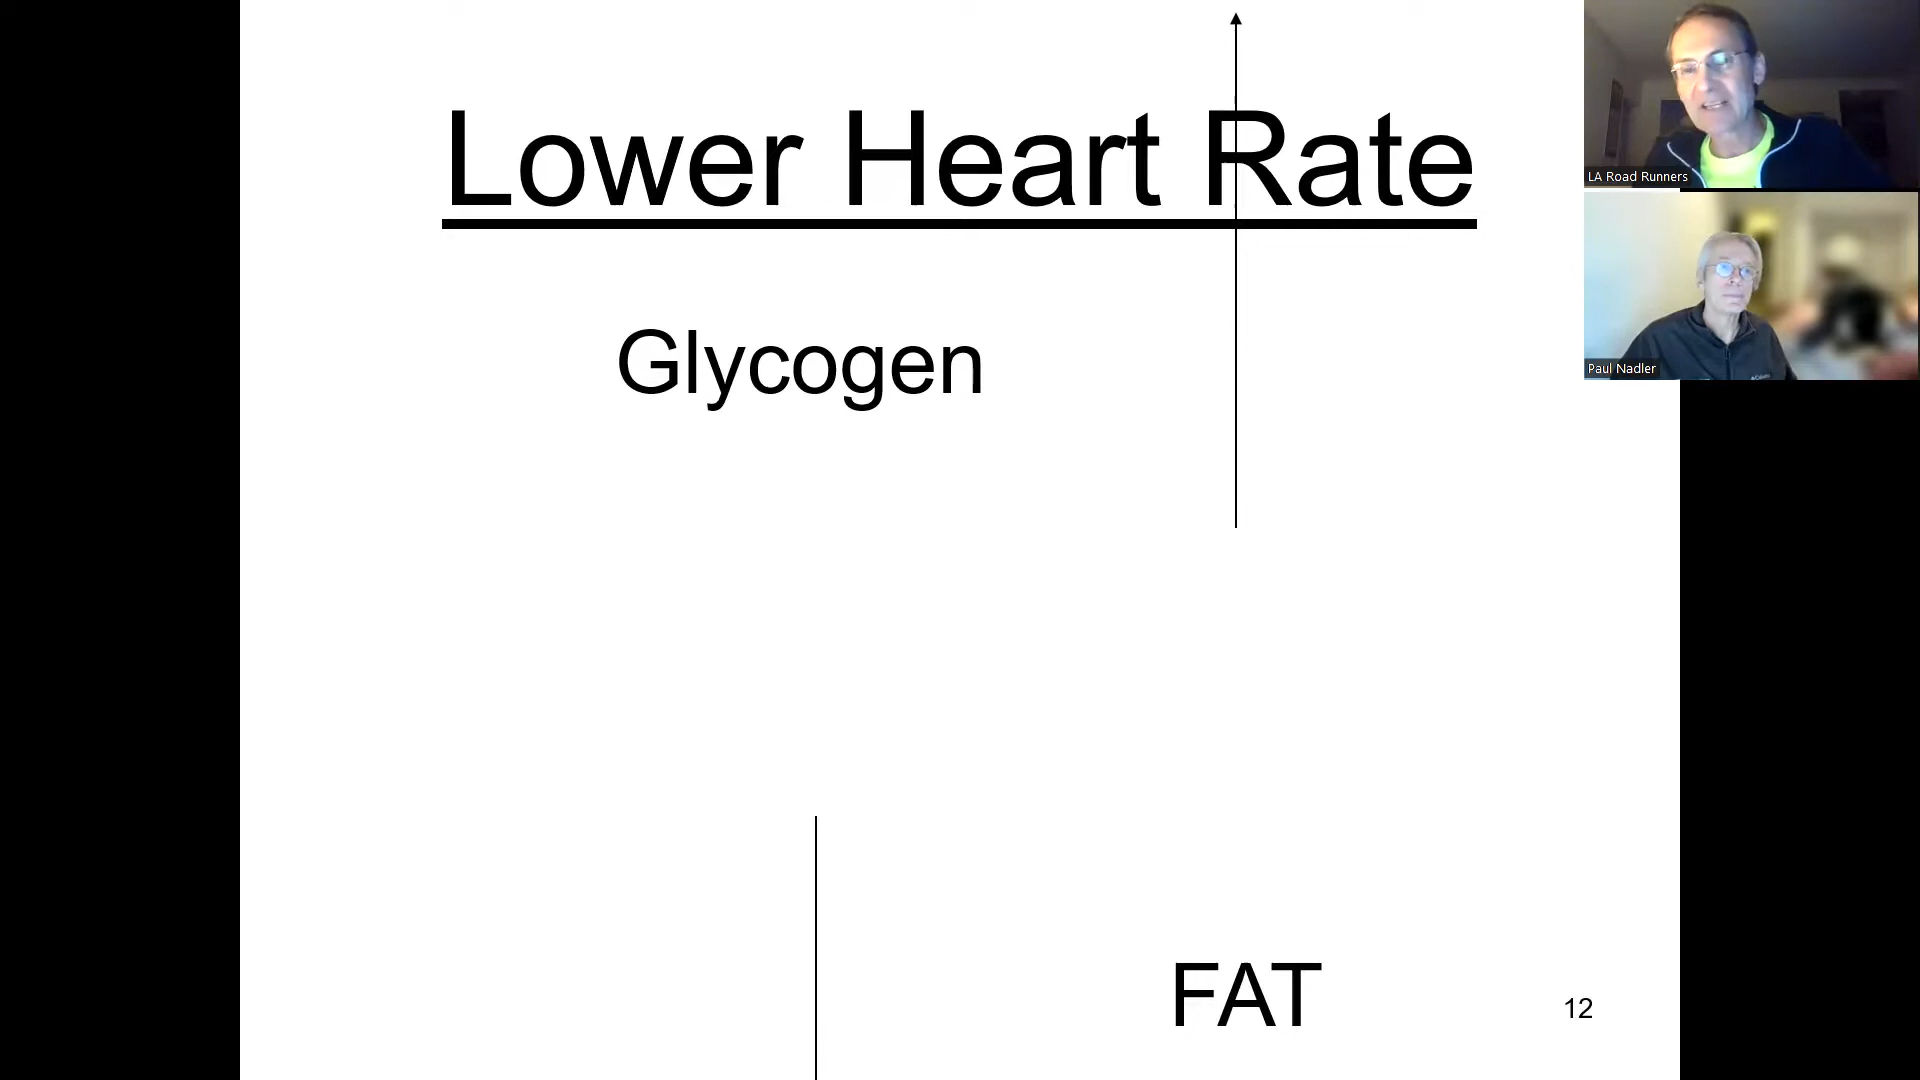 Lower Heart Rate
Glycogen
FAT
12
LA Road Runners
Paul Nadler